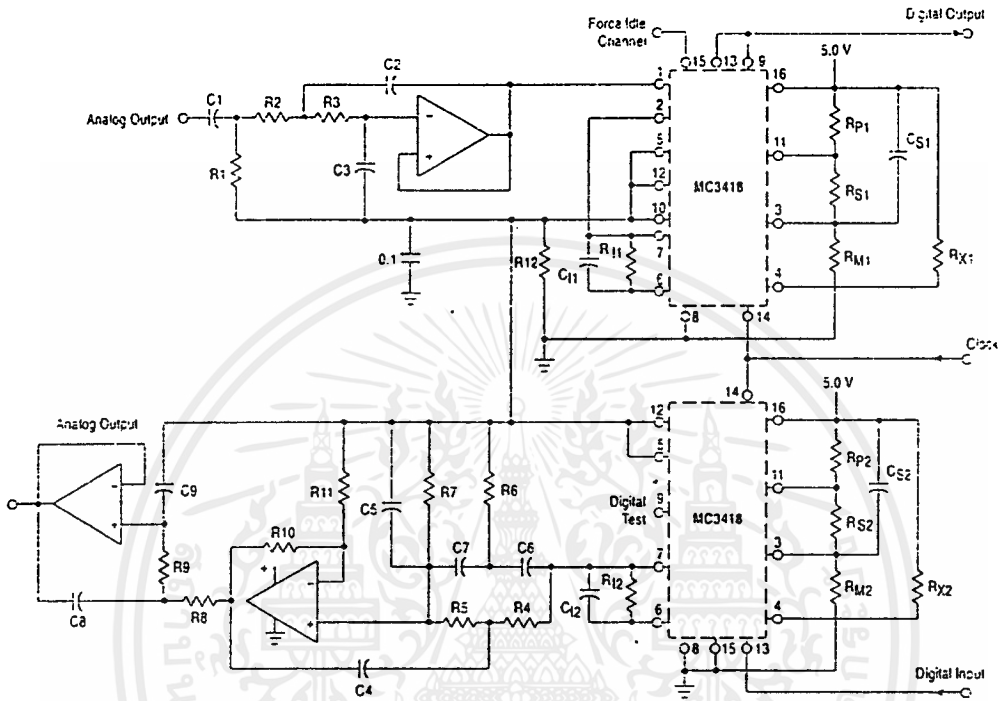 Digital Output
Force Idle
Channel
5.0 V
15
13
9
1
16
C2
C1
R2
R3
2
RP1
CS1
Analog Output
−
+
5
11
MC3418
R1
C3
12
RS1
10
3
0.1
R12
RI1
7
RM1
RX1
CI1
6
4
8
14
Clock
14
5.0 V
12
16
Analog Output
5
RP2
CS2
C9
R11
C5
R7
R6
Digital
Test
9
11
MC3418
−
+
R10
RS2
C7
C6
7
3
R9
+
−
+
RI2
RM2
RX2
C8
R8
R5
R4
CI2
6
4
8
15
13
C4
Digital Input